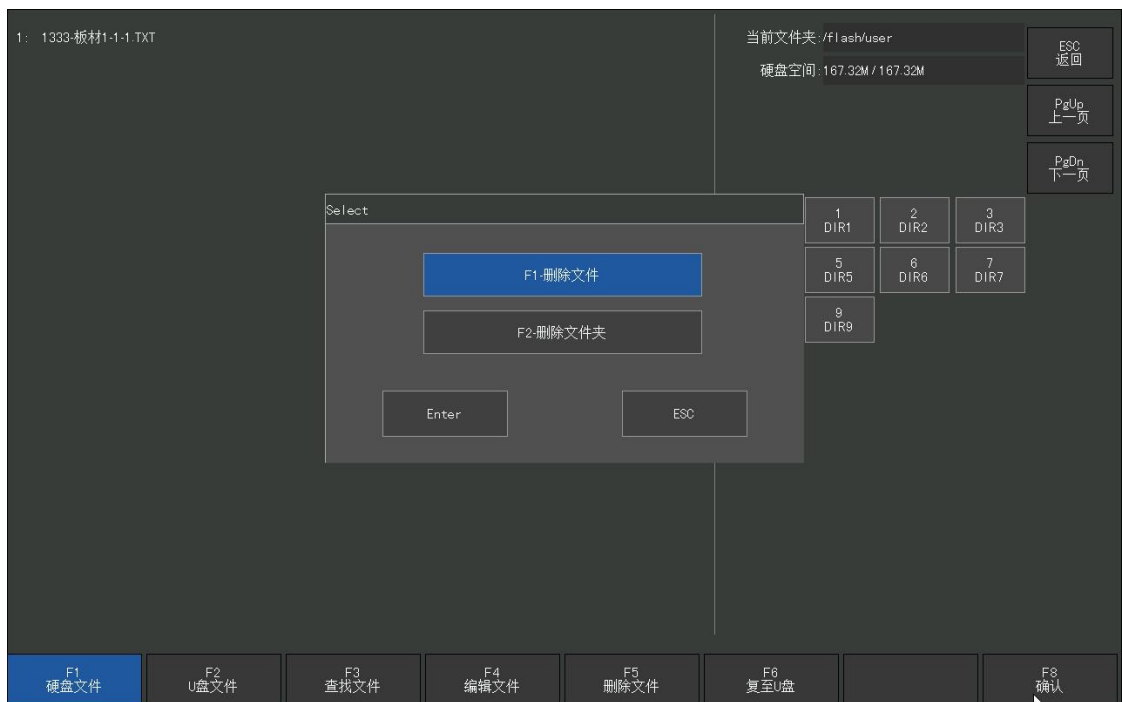 1: 1333-板材1-1-1.TXT
当前文件夹:/flash/user
硬盘空间:167.32M / 167.32M
ESC
返回
PgUp
上一页
PgDn
下一页
Select
F1-删除文件
F2-删除文件夹
Enter
ESC
1
DIR1
2
DIR2
3
DIR3
5
DIR5
6
DIR6
7
DIR7
9
DIR9
F1
硬盘文件
F2
U盘文件
F3
查找文件
F4
编辑文件
F5
删除文件
F6
复至U盘
F8
确认